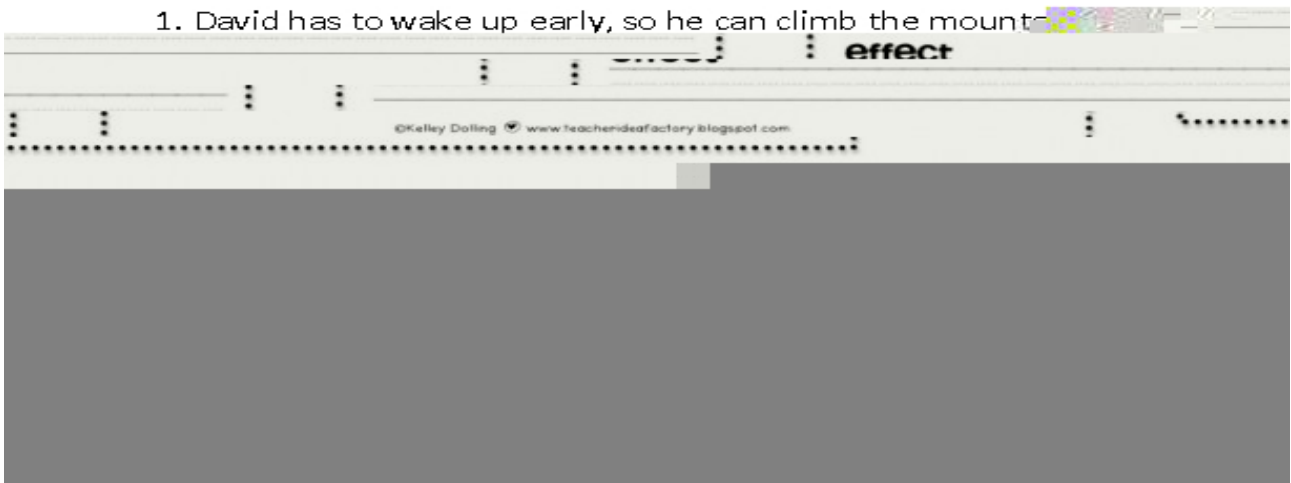 1. David has to wake up early, so he can climb the
effect
©Kelley Dolling www.teacherideafactory.blogspot.com